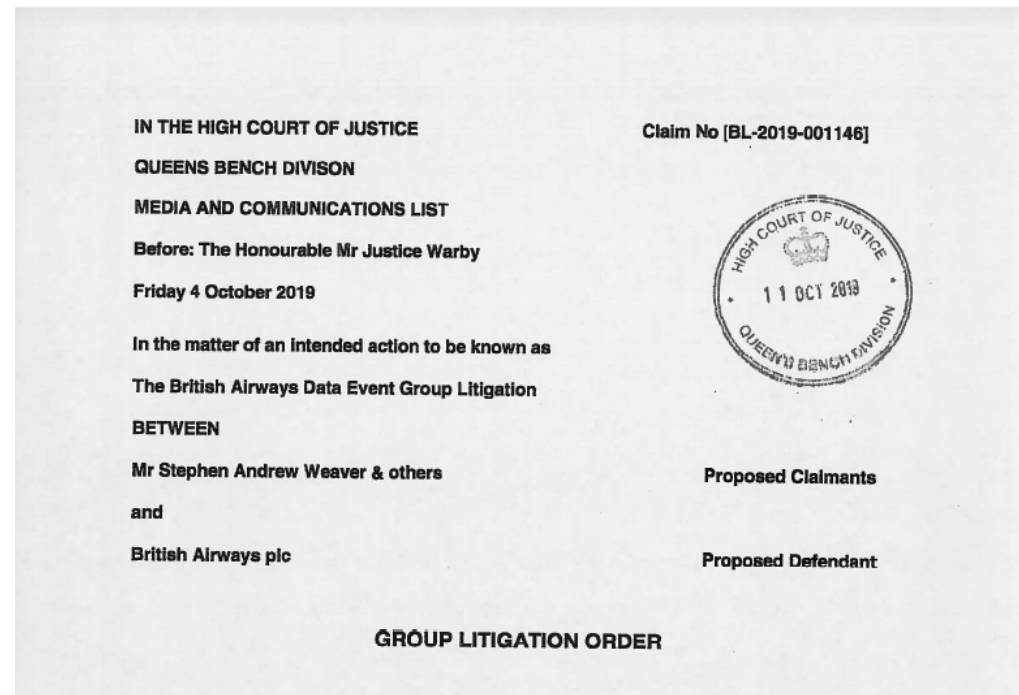 IN THE HIGH COURT OF JUSTICE
Claim No [BL-2019-001146]
QUEENS BENCH DIVISON
MEDIA AND COMMUNICATIONS LIST
Before: The Honourable Mr Justice Warby
Friday 4 October 2019
HIGH COURT OF JUSTICE
11 OCT 2019
QUEEN'S BENCH DIVISION
In the matter of an intended action to be known as
The British Airways Data Event Group Litigation
BETWEEN
Mr Stephen Andrew Weaver & others
Proposed Claimants
and
British Airways plc
Proposed Defendant
GROUP LITIGATION ORDER